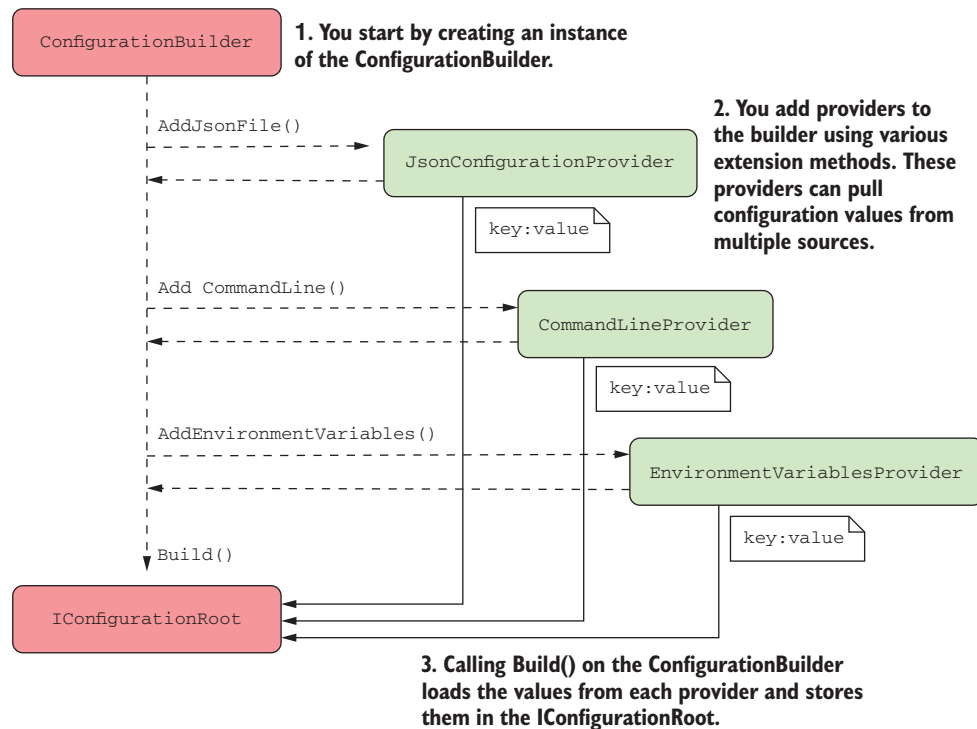 ConfigurationBuilder
1. You start by creating an instance
of the ConfigurationBuilder.
AddJsonFile()
JsonConfigurationProvider
key:value
2. You add providers to
the builder using various
extension methods. These
providers can pull
configuration values from
multiple sources.
Add CommandLine()
CommandLineProvider
key:value
AddEnvironmentVariables()
EnvironmentVariablesProvider
key:value
Build()
IConfigurationRoot
3. Calling Build() on the ConfigurationBuilder
loads the values from each provider and stores
them in the IConfigurationRoot.